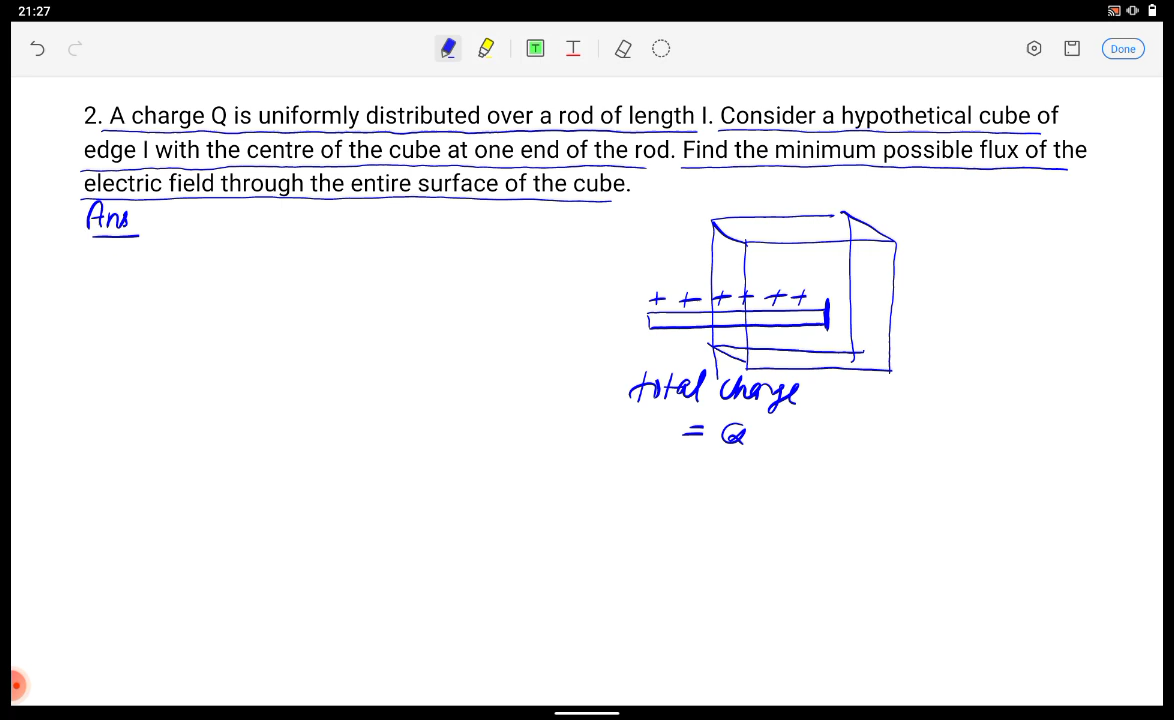 21:27
T
T
Done
2. A charge Q is uniformly distributed over a rod of length l. Consider a hypothetical cube of
edge l with the centre of the cube at one end of the rod. Find the minimum possible flux of the
electric field through the entire surface of the cube.
Ans
+ + + + + +
total charge
= Q